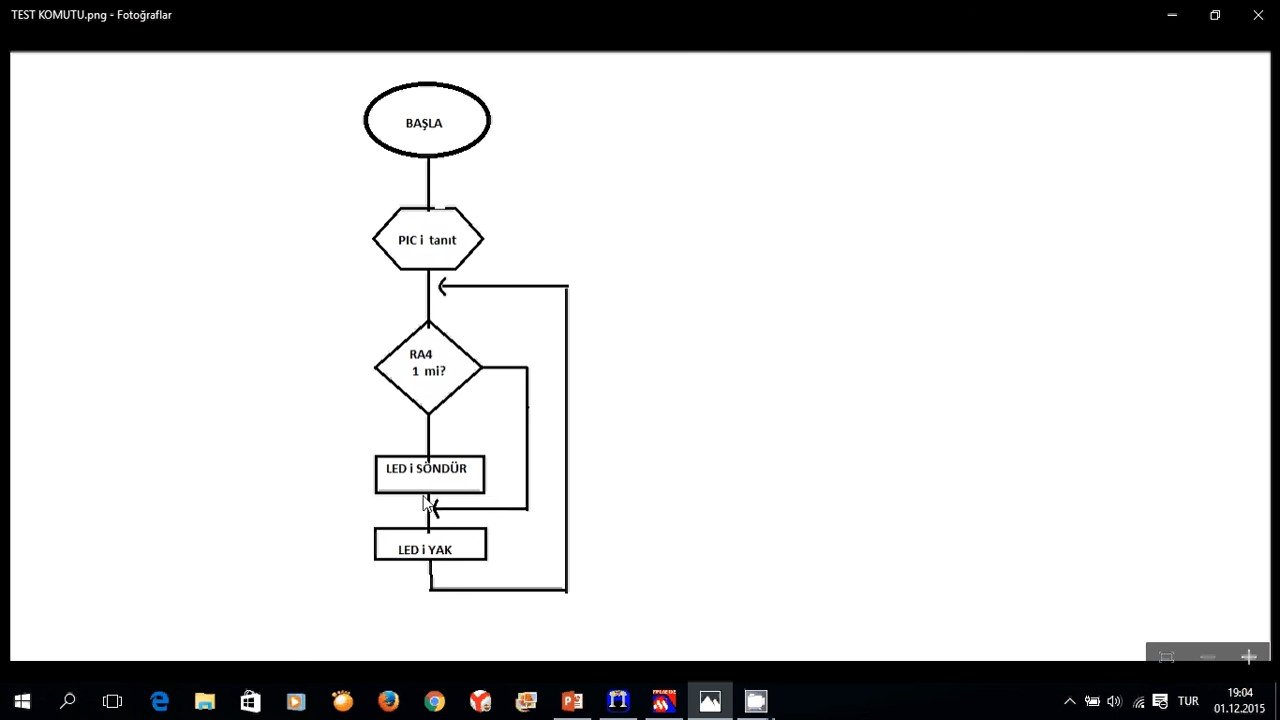 TEST KOMUTU.png - Fotoğraflar
BAŞLA
PIC i tanıt
RA4
1 mi?
LED i SÖNDÜR
LED i YAK
TUR
19:04
01.12.2015